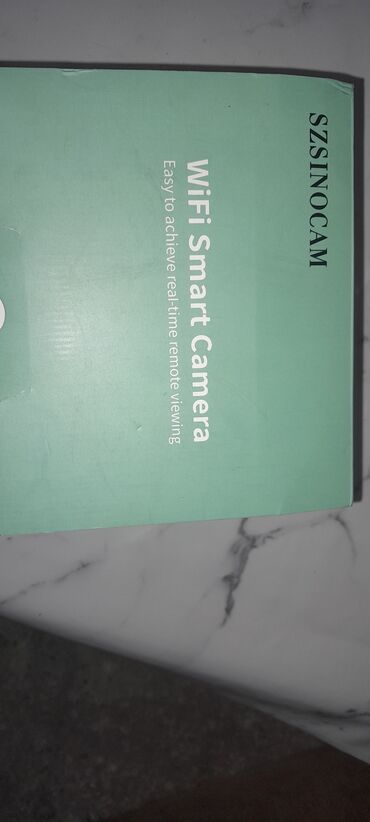 SZSINOCAM
WiFi Smart Camera
Easy to achieve real-time remote viewing